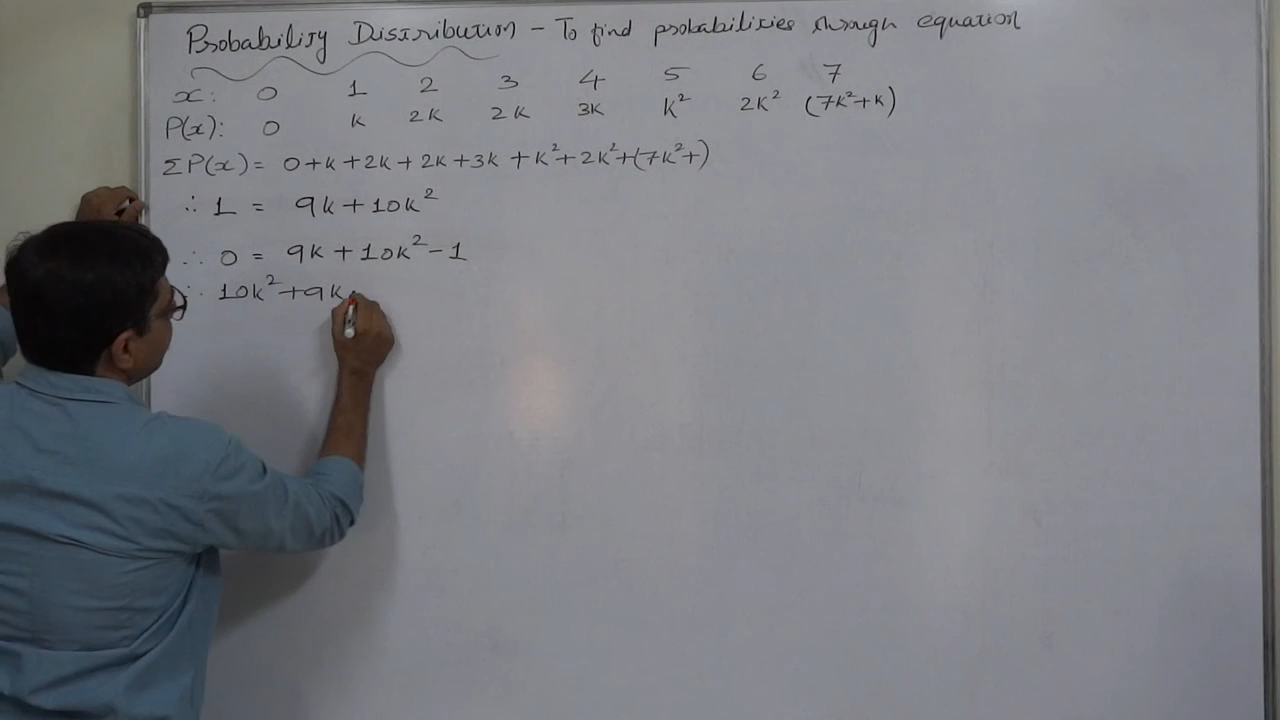 Probability Distribution - To find probabilities through equation
x: 0 1 2 3 4 5 6 7
P(x): 0 k 2k 2k 3k k² 2k² (7k²+k)
ΣP(x) = 0+k+2k+2k+3k+k²+2k²+(7k²+)
∴ 1 = 9k+10k²
∴ 0 = 9k+10k²-1
∴ 10k²+9k